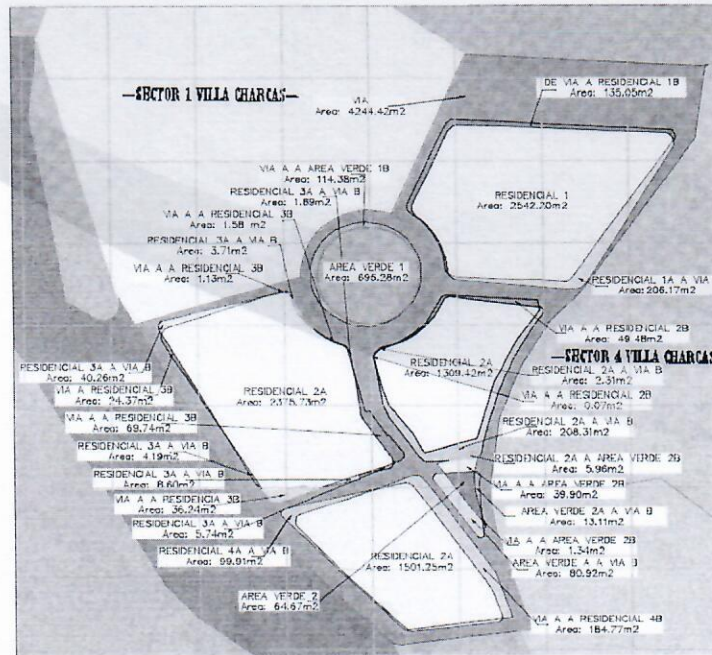 —SECTOR 1 VILLA CHARCAS—
VIA
Area: 4244.42m2
DE VIA A RESIDENCIAL 1B
Area: 135.05m2
VIA A A AREA VERDE 1B
Area: 114.38m2
RESIDENCIAL 3A A VIA B
Area: 1.89m2
VIA A A RESIDENCIAL 3B
Area: 1.58 m2
RESIDENCIAL 3A A VIA B
Area: 3.71m2
VIA A A RESIDENCIAL 3B
Area: 1.13m2
RESIDENCIAL 1
Area: 2542.20m2
AREA VERDE 1
Area: 695.28m2
RESIDENCIAL 1A A VIA
Area: 206.17m2
VIA A A RESIDENCIAL 2B
Area: 49.48m2
—SECTOR 4 VILLA CHARCAS
RESIDENCIAL 3A A VIA B
Area: 40.26m2
VIA A A RESIDENCIAL 3B
Area: 24.37m2
RESIDENCIAL 2A
Area: 2375.73m2
RESIDENCIAL 2A
Area: 1309.42m2
RESIDENCIAL 2A A VIA B
Area: 2.31m2
VIA A A RESIDENCIAL 2B
Area: 0.07m2
VIA A A RESIDENCIAL 3B
Area: 69.74m2
RESIDENCIAL 2A A VIA B
Area: 208.31m2
RESIDENCIAL 3A A VIA B
Area: 4.19m2
RESIDENCIAL 2A A AREA VERDE 2B
Area: 5.96m2
RESIDENCIAL 3A A VIA B
Area: 8.60m2
VIA A A AREA VERDE 2B
Area: 39.90m2
VIA A A RESIDENCIAL 3B
Area: 36.24m2
AREA VERDE 2A A VIA B
Area: 13.11m2
RESIDENCIAL 3A A VIA B
Area: 5.74m2
VIA A A AREA VERDE 2B
Area: 1.34m2
RESIDENCIAL 4A A VIA B
Area: 99.91m2
RESIDENCIAL 2A
Area: 1501.25m2
AREA VERDE A A VIA B
Area: 80.92m2
AREA VERDE 2
Area: 64.67m2
VIA A A RESIDENCIAL 4B
Area: 184.77m2